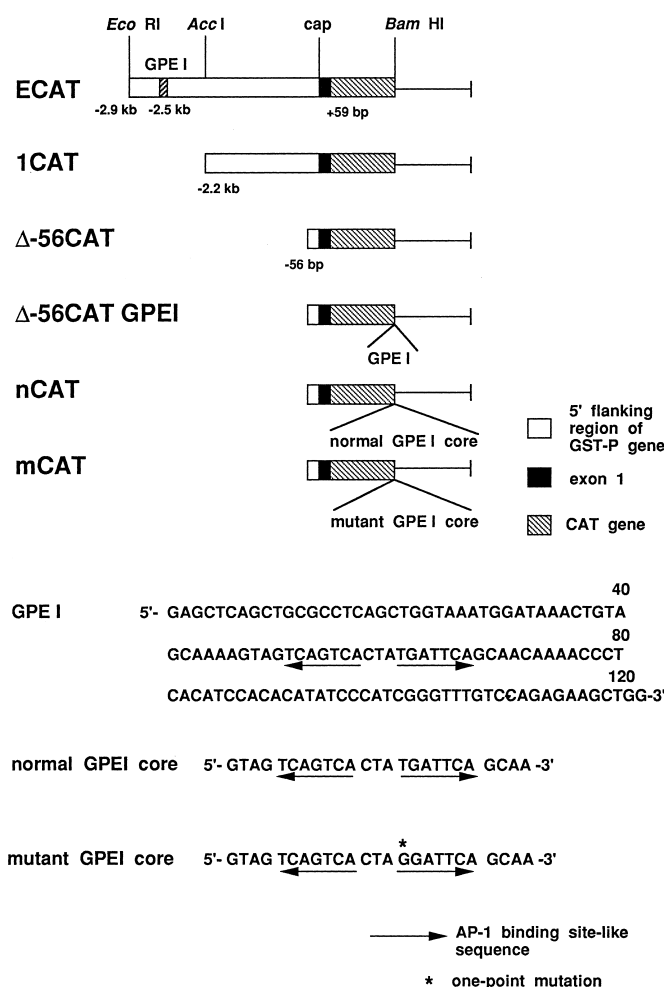 Eco RI Acc I cap Bam HI
GPE I
ECAT
-2.9 kb -2.5 kb +59 bp
1CAT
-2.2 kb
Δ-56CAT
-56 bp
Δ-56CAT GPEI
GPE I
nCAT
normal GPE I core
mCAT
mutant GPE I core
5' flanking
region of
GST-P gene
exon 1
CAT gene
40
GPE I 5'- GAGCTCAGCTGCGCCTCAGCTGGTAAATGGATAAACTGTA
80
GCAAAAGTAGTCAGTCACTATGATTCAGCAACAAAACCCT
120
CACATCCACACATATCCCATCGGGTTTGTCCAGAGAAGCTGG-3'
normal GPEI core 5'- GTAG TCAGTCA CTA TGATTCA GCAA -3'
*
mutant GPEI core 5'- GTAG TCAGTCA CTA GGATTCA GCAA -3'
AP-1 binding site-like
sequence
* one-point mutation